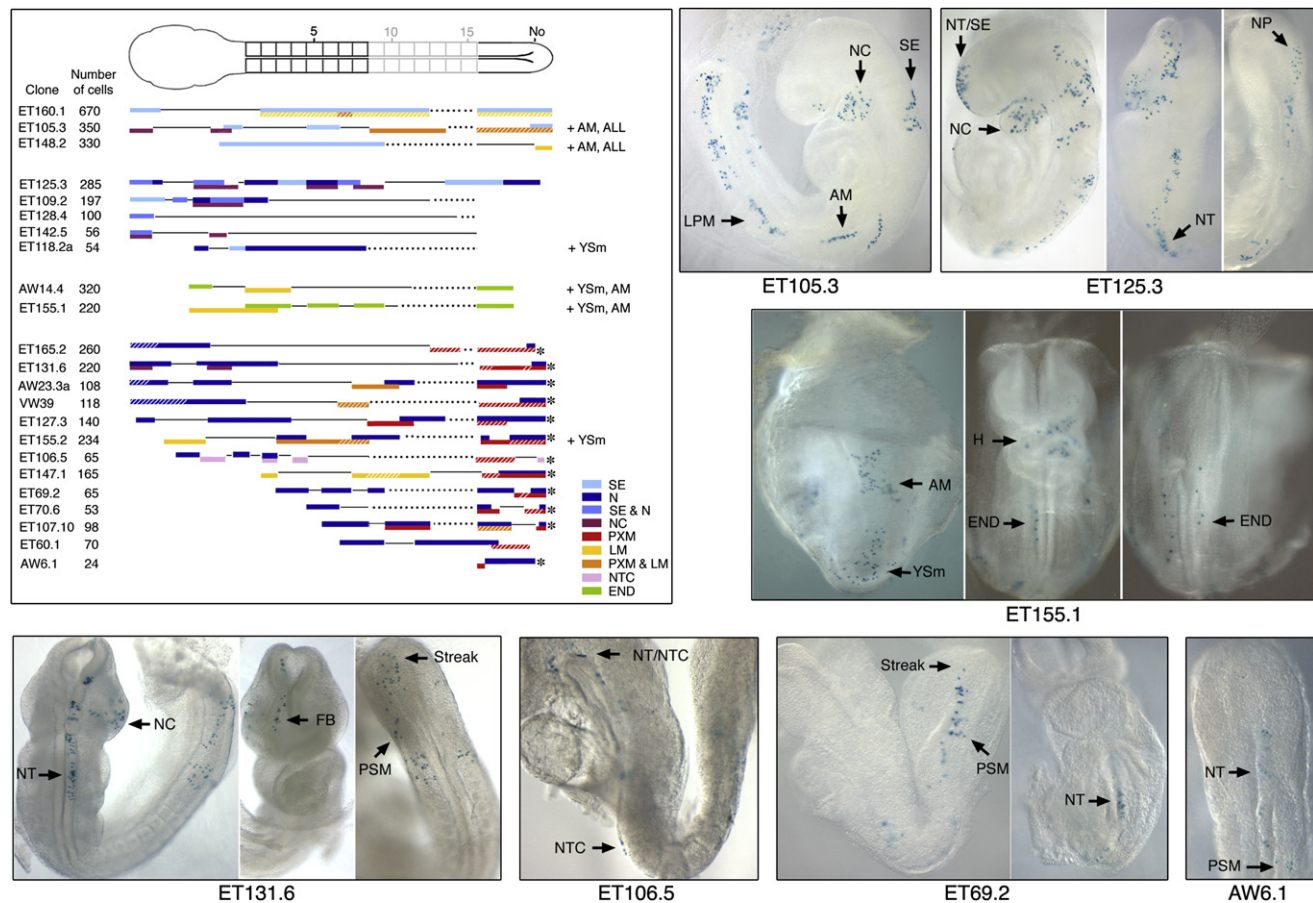 5 10 15 No
Clone Number of cells
ET160.1 670
ET105.3 350 + AM, ALL
ET148.2 330 + AM, ALL
ET125.3 285
ET109.2 197
ET128.4 100
ET142.5 56
ET118.2a 54 + YSm
AW14.4 320 + YSm, AM
ET155.1 220 + YSm, AM
ET165.2 260 *
ET131.6 220 *
AW23.3a 108 *
VW39 118 *
ET127.3 140 *
ET155.2 234 * + YSm
ET106.5 65 *
ET147.1 165 *
ET69.2 65 *
ET70.6 53 *
ET107.10 98 *
ET60.1 70
AW6.1 24 *
SE
N
SE & N
NC
PXM
LM
PXM & LM
NTC
END
NC SE
LPM AM
ET105.3
NT/SE NP
NC
NT
ET125.3
H AM
END END
YSm
ET155.1
Streak
NC FB
NT PSM
ET131.6
NT/NTC
NTC
ET106.5
Streak
PSM
NT
ET69.2
NT
PSM
AW6.1